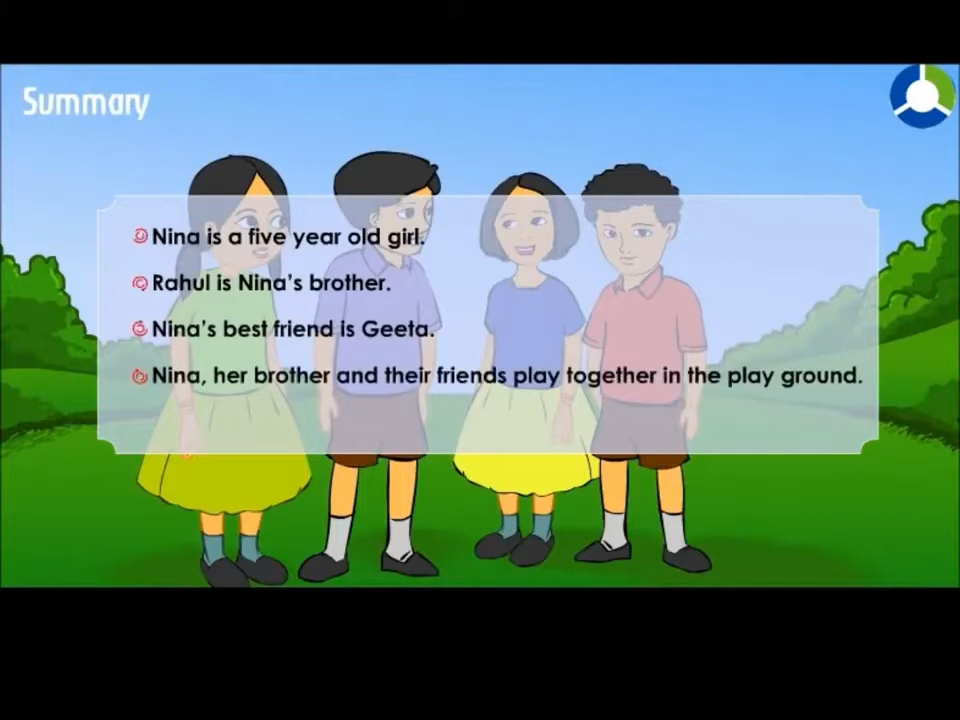 Summary
Nina is a five year old girl.
Rahul is Nina's brother.
Nina's best friend is Geeta.
Nina, her brother and their friends play together in the play ground.